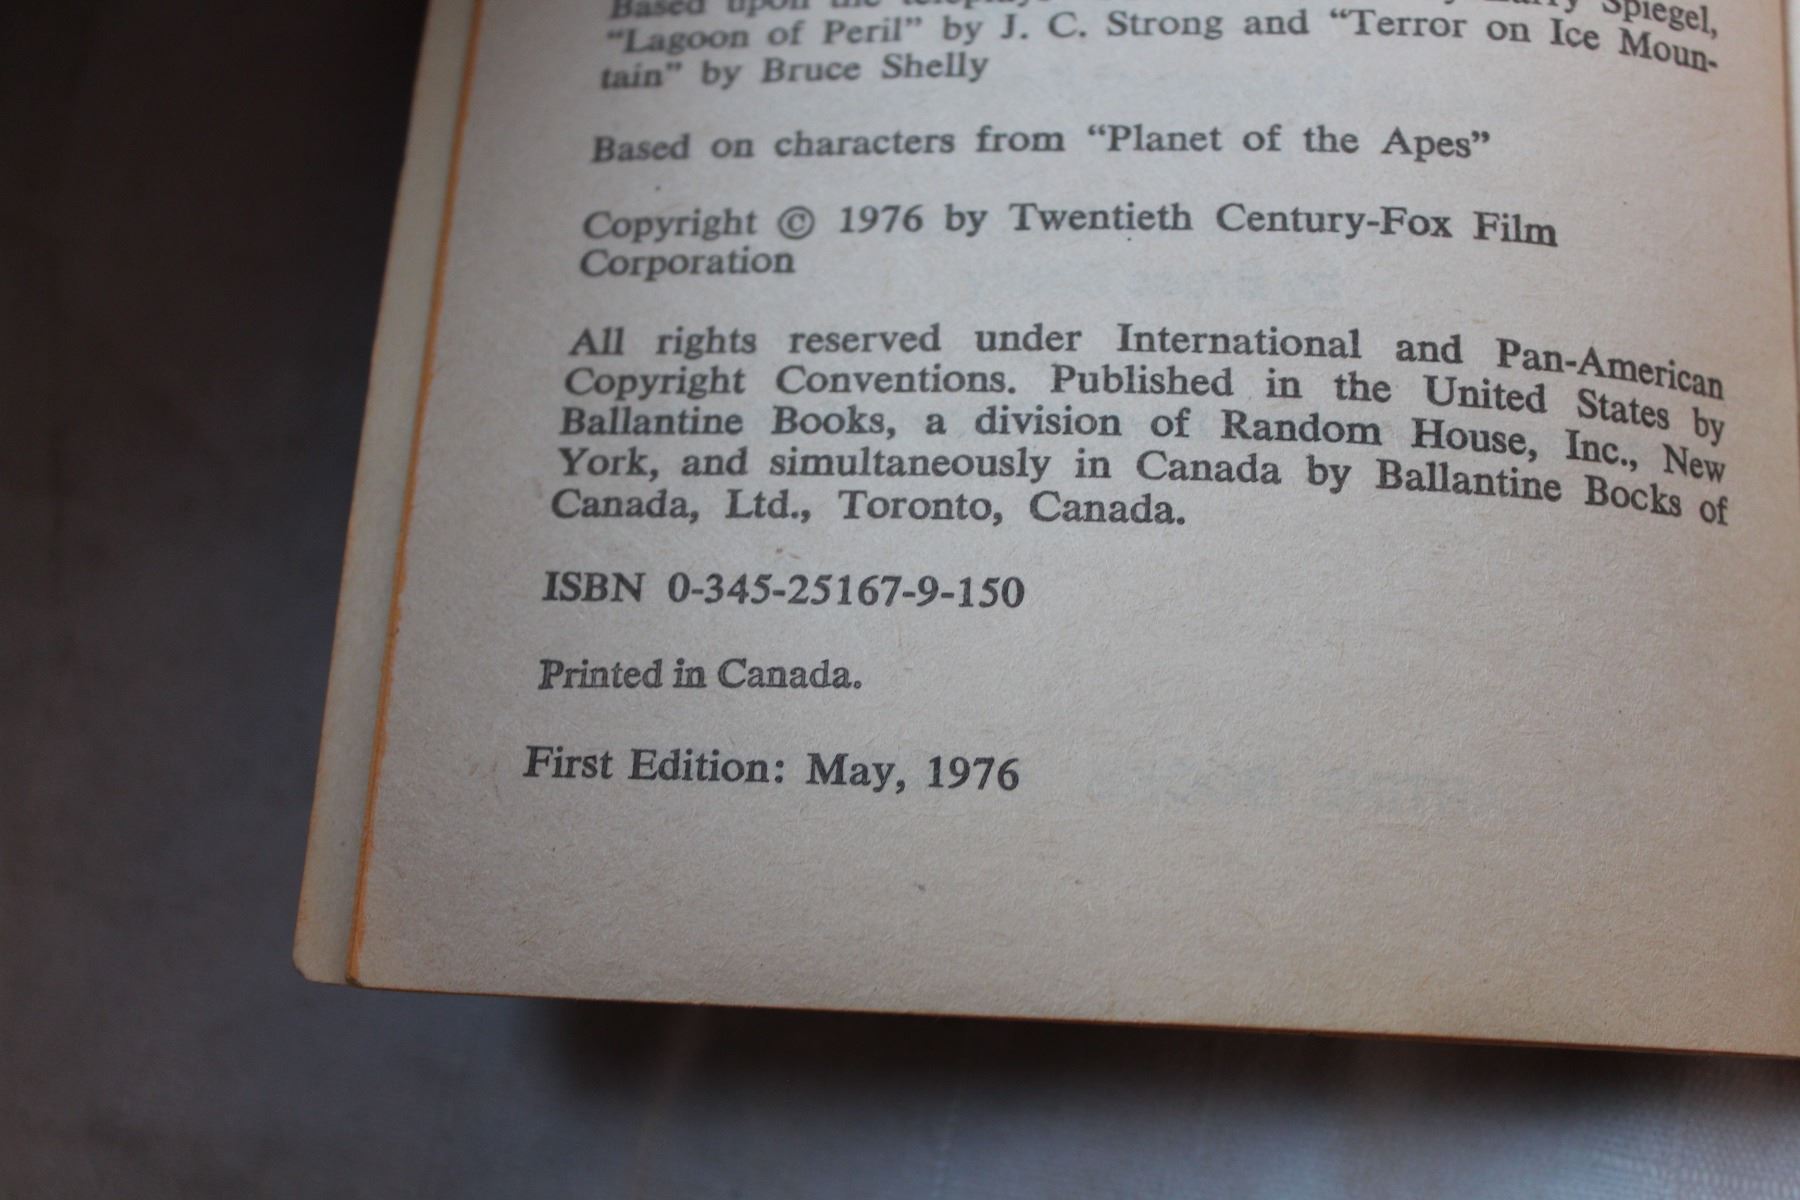 Based upon the Spiegel,
“Lagoon of Peril” by J. C. Strong and “Terror on Ice Moun-
tain” by Bruce Shelly
Based on characters from “Planet of the Apes”
Copyright © 1976 by Twentieth Century-Fox Film
Corporation
All rights reserved under International and Pan-American
Copyright Conventions. Published in the United States by
Ballantine Books, a division of Random House, Inc., New
York, and simultaneously in Canada by Ballantine Bocks of
Canada, Ltd., Toronto, Canada.
ISBN 0-345-25167-9-150
Printed in Canada.
First Edition: May, 1976